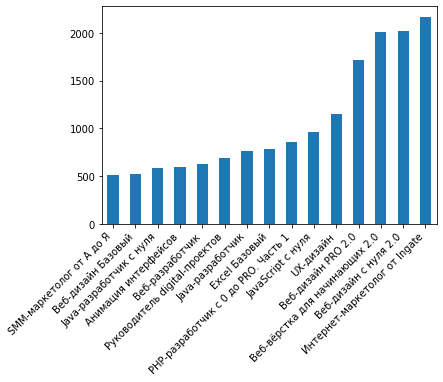 2000
1500
1000
500
0
SMM-маркетолог от А до Я
Веб-дизайн Базовый
Java-разработчик с нуля
Анимация интерфейсов
Веб-разработчик
Руководитель digital-проектов
Java-разработчик
Excel Базовый
PHP-разработчик с 0 до PRO. Часть 1
JavaScript с нуля
UX-дизайн
Веб-дизайн PRO 2.0
Веб-вёрстка для начинающих 2.0
Веб-дизайн с нуля 2.0
Интернет-маркетолог от Ingate